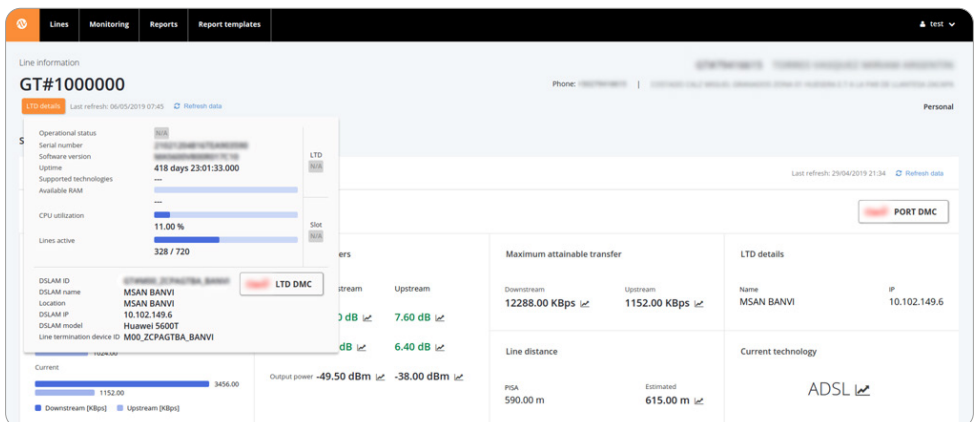 Lines Monitoring Reports Report templates test
Line information
GT#1000000
Phone: |
LTD details Last refresh: 06/05/2019 07:45 Refresh data
Personal
Operational status N/A
Serial number
Software version
Uptime 418 days 23:01:33.000
Supported technologies ---
Available RAM
---
CPU utilization
11.00 %
Lines active
328 / 720
LTD
N/A
Slot
N/A
DSLAM ID
DSLAM name MSAN BANVI
Location MSAN BANVI
DSLAM IP 10.102.149.6
DSLAM model Huawei 5600T
Line termination device ID M00_ZCPAGTBA_BANVI
LTD DMC
Last refresh: 29/04/2019 21:34 Refresh data
PORT DMC
ers
stream Upstream
dB 7.60 dB
dB 6.40 dB
Output power -49.50 dBm -38.00 dBm
Maximum attainable transfer
Downstream Upstream
12288.00 KBps 1152.00 KBps
LTD details
Name IP
MSAN BANVI 10.102.149.6
Line distance
PISA Estimated
590.00 m 615.00 m
Current technology
ADSL
1024.00
Current
3456.00
1152.00
Downstream [KBps] Upstream [KBps]